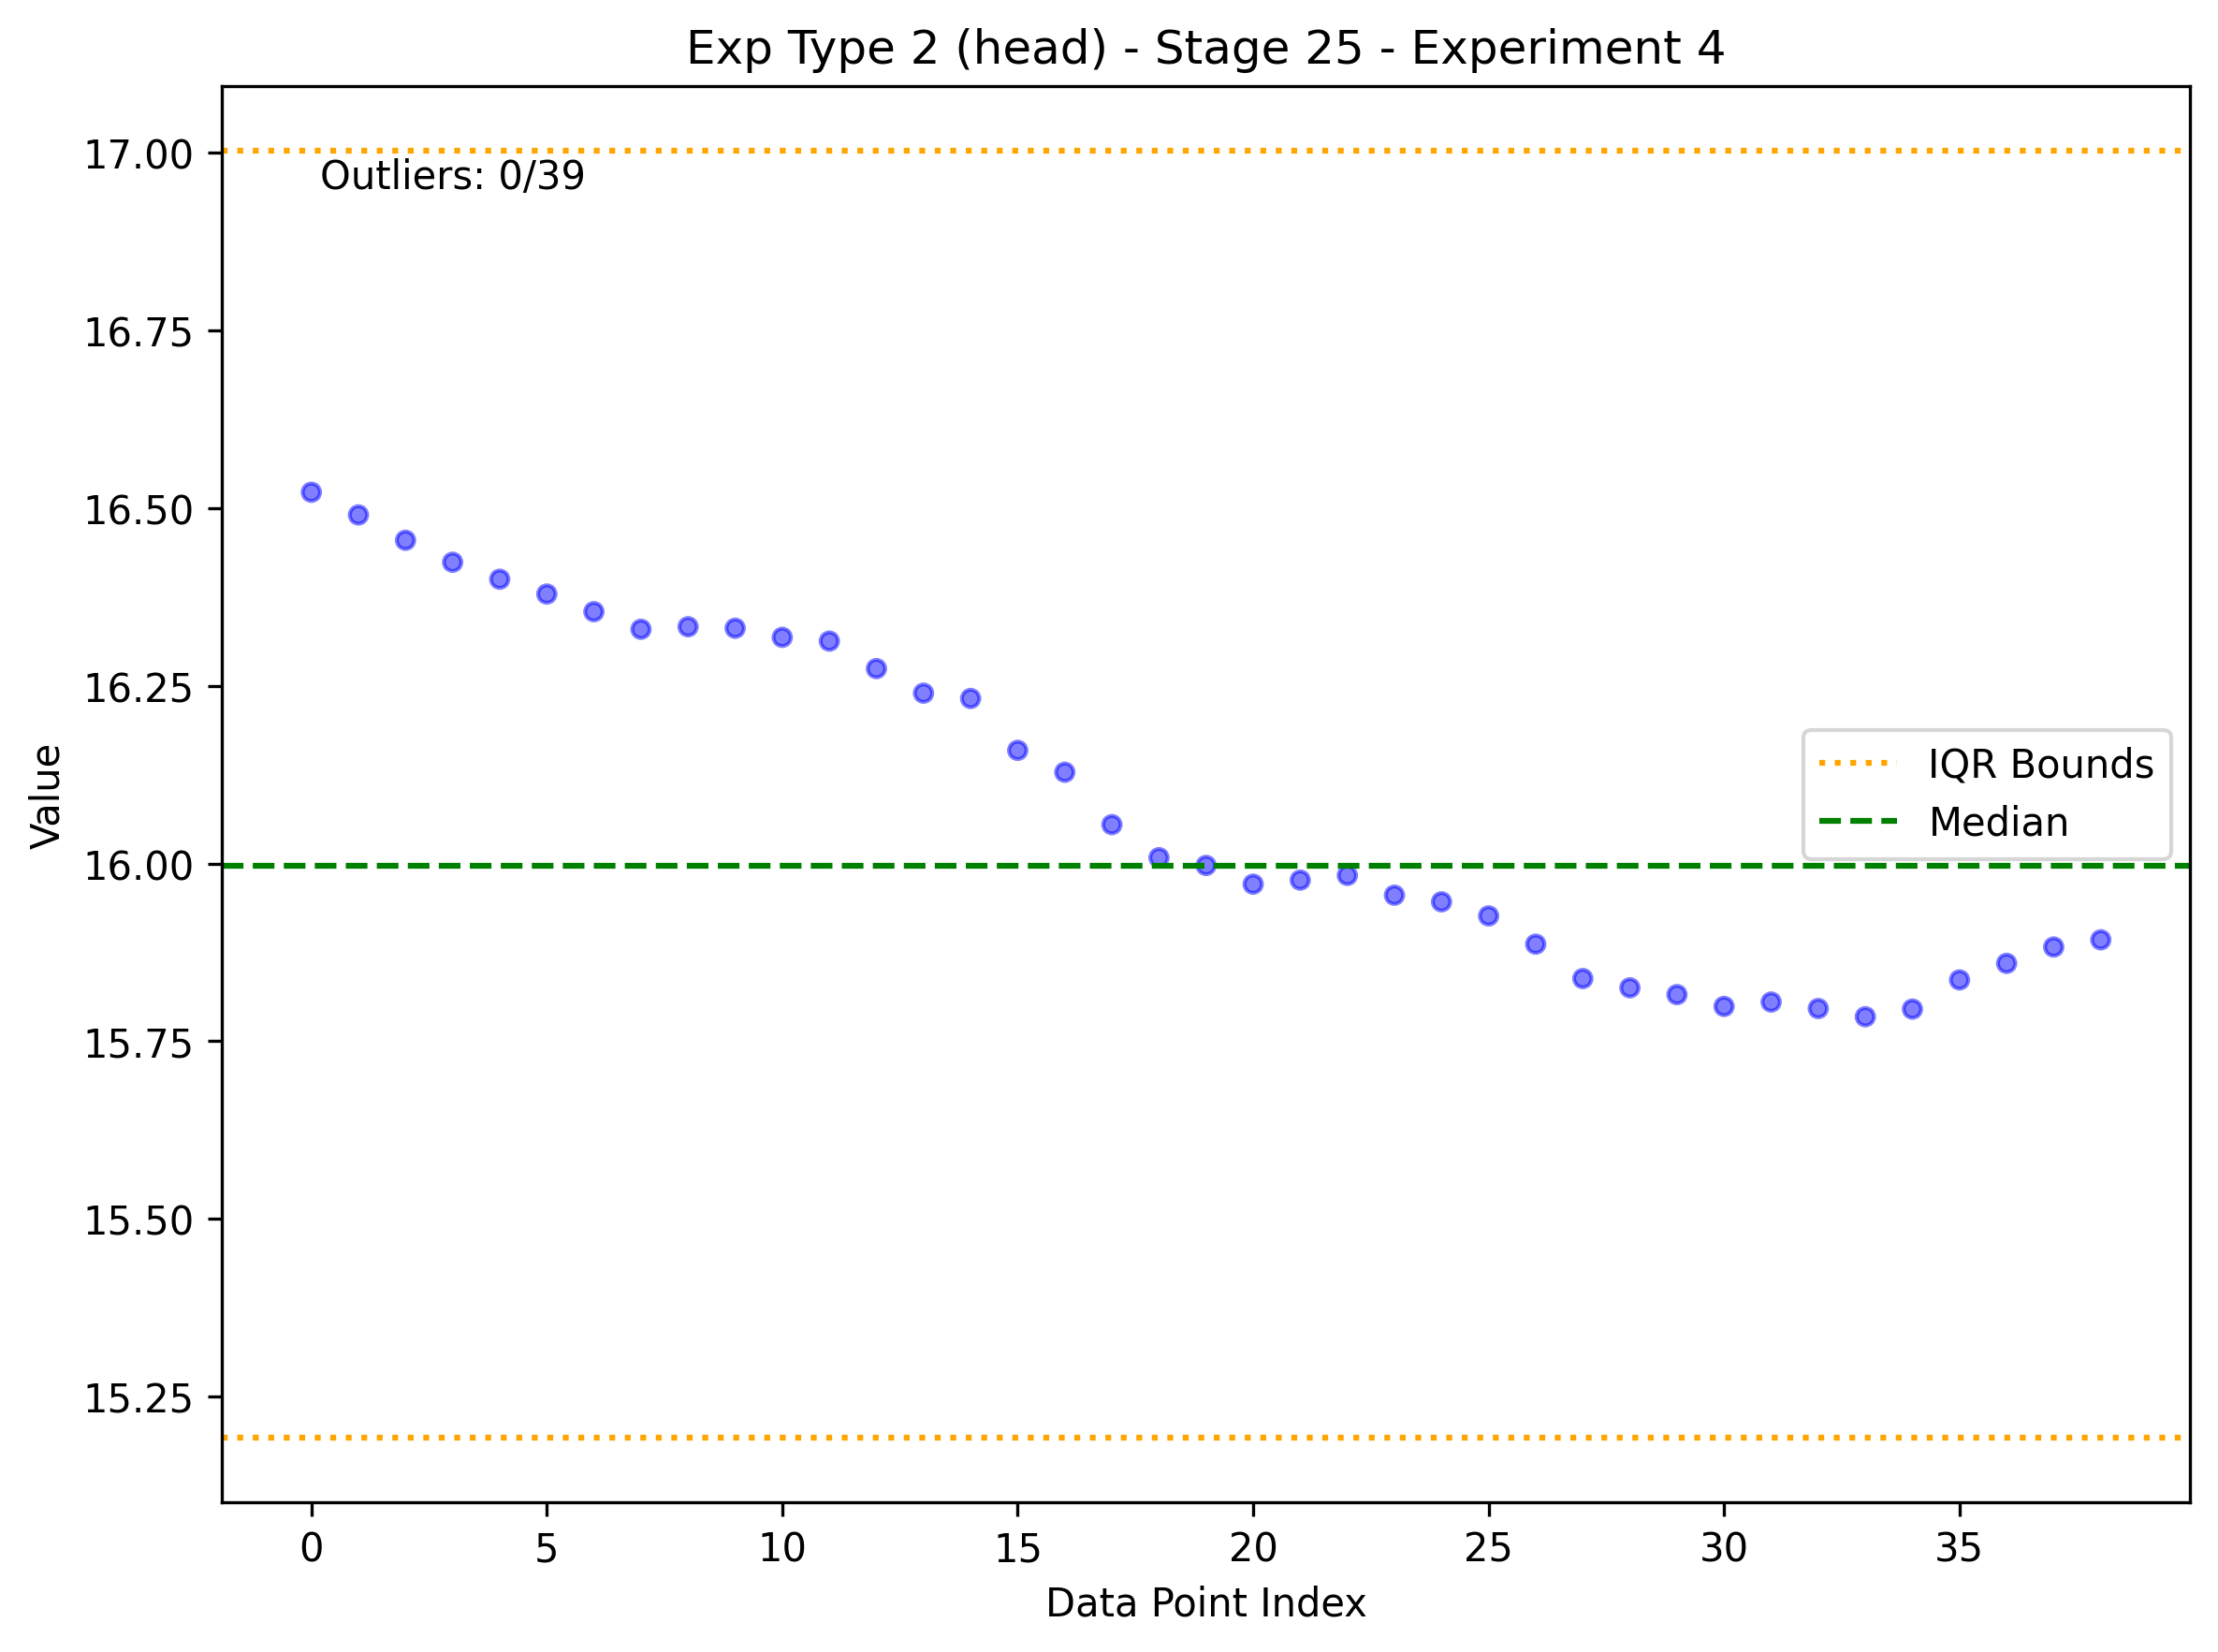 Exp Type 2 (head) - Stage 25 - Experiment 4
17.00
Outliers: 0/39
16.75
16.50
16.25
16.00
15.75
15.50
15.25
Value
IQR Bounds
Median
0 5 10 15 20 25 30 35
Data Point Index